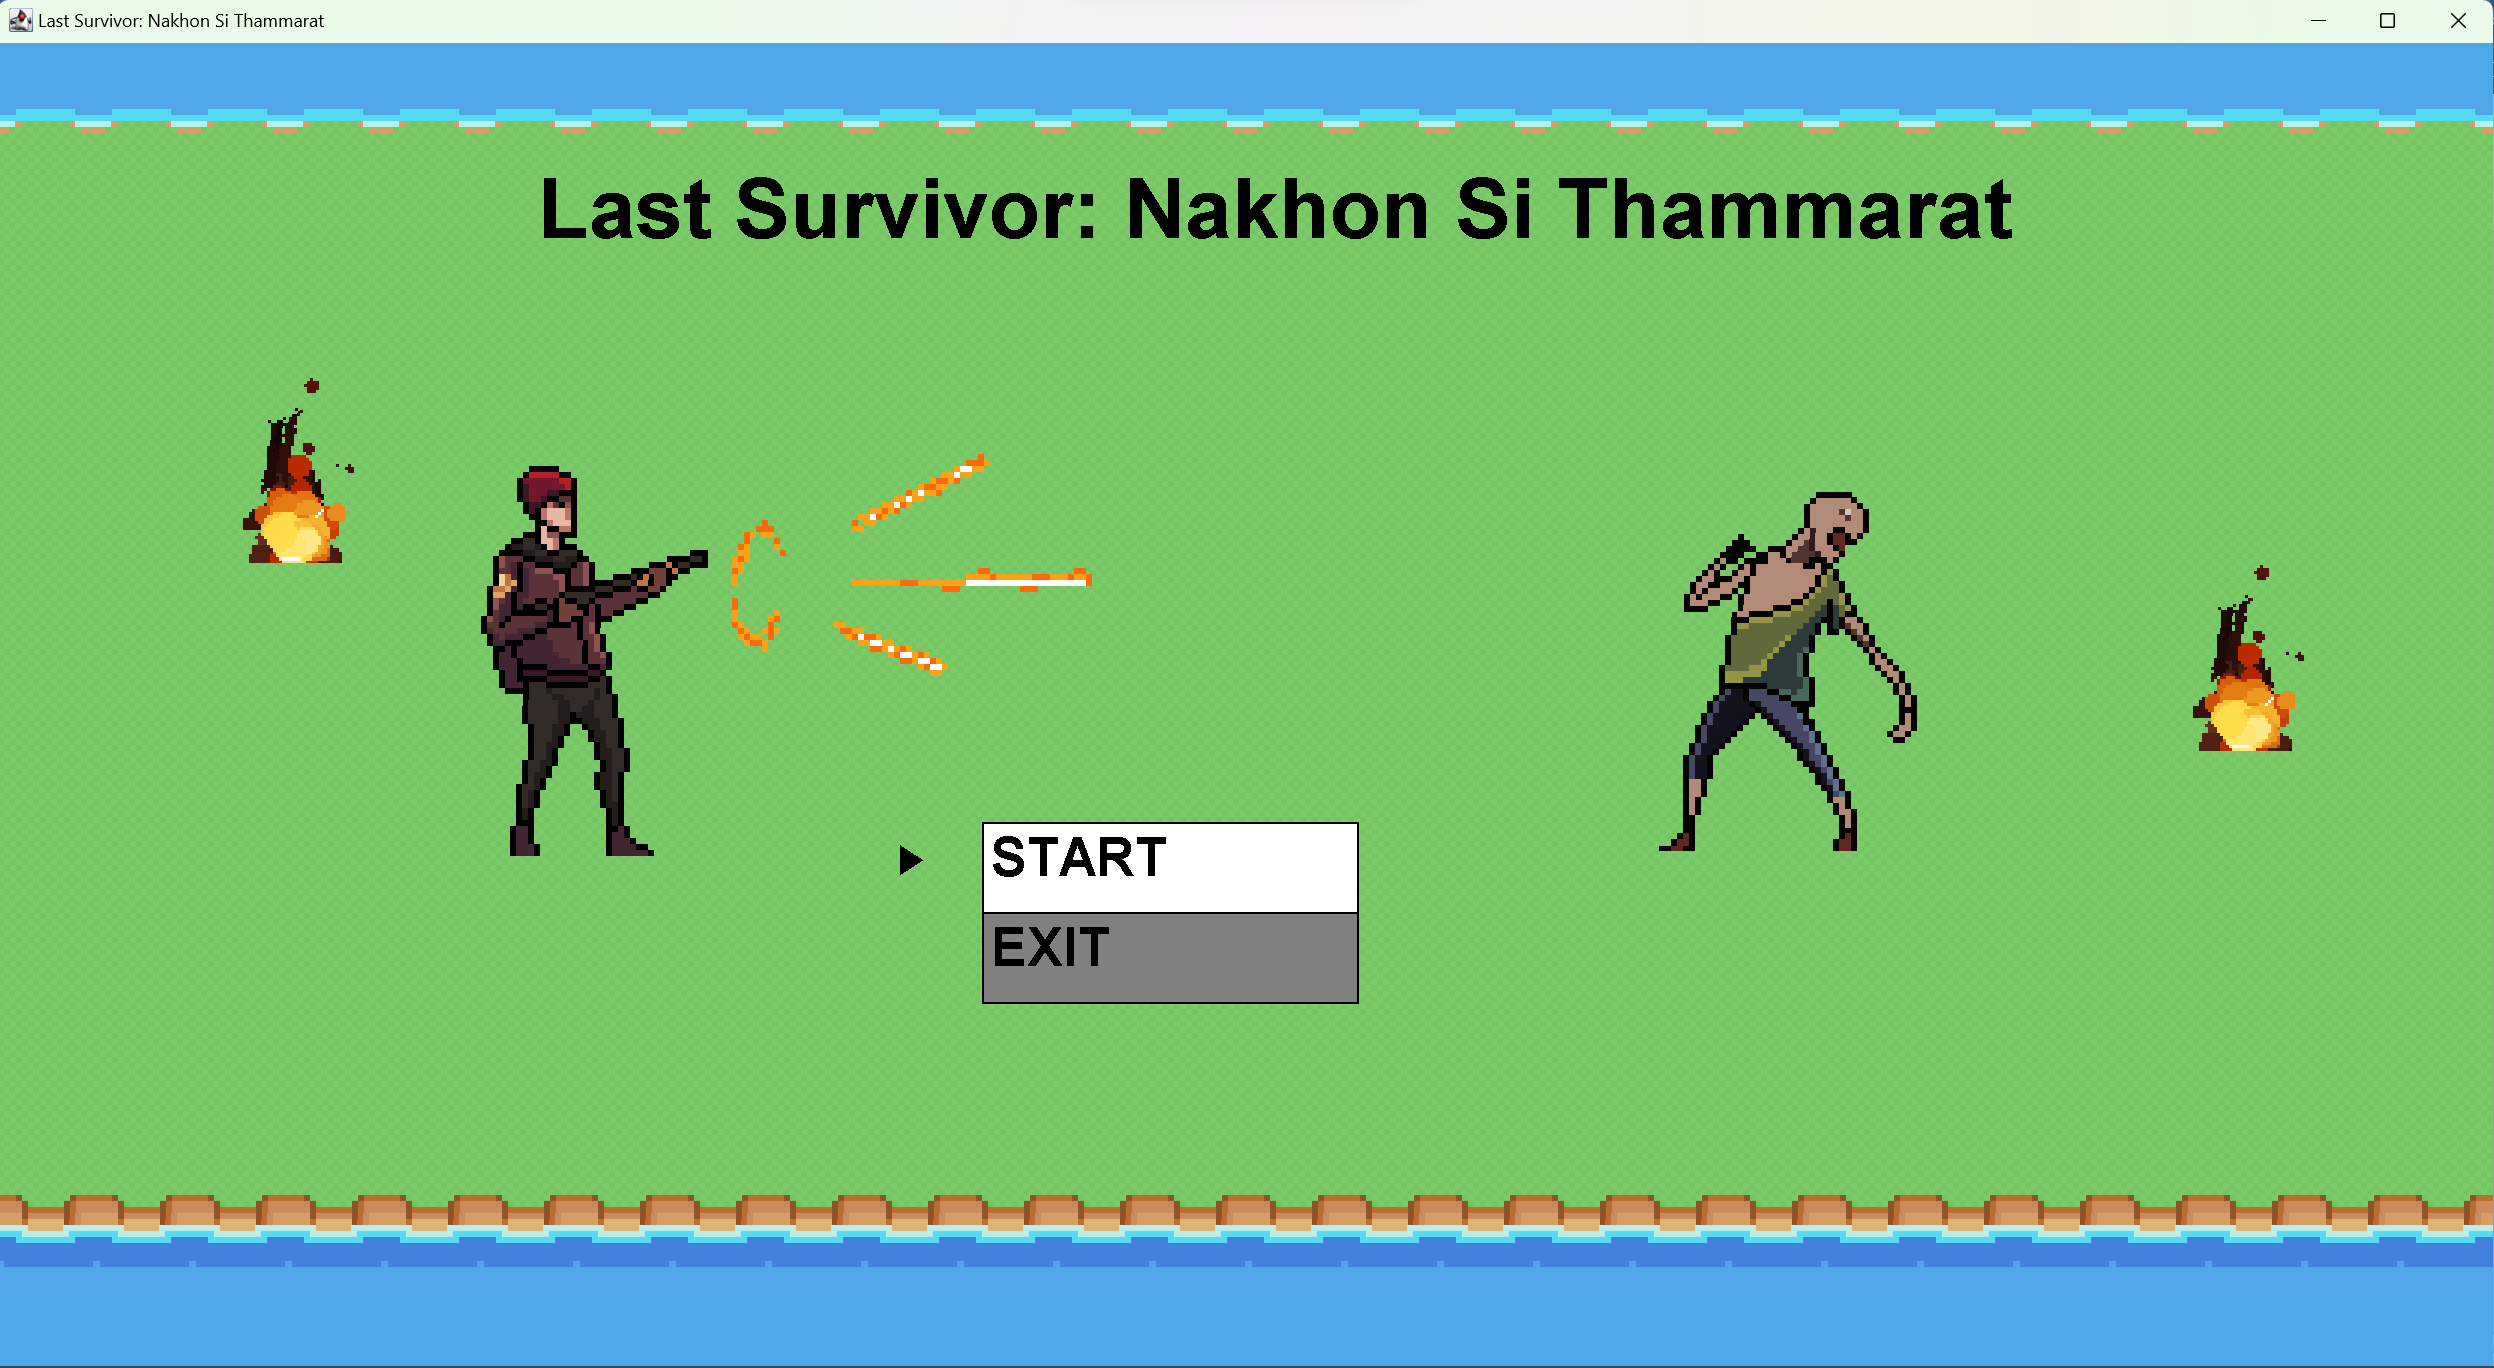 Last Survivor: Nakhon Si Thammarat
Last Survivor: Nakhon Si Thammarat
START
EXIT